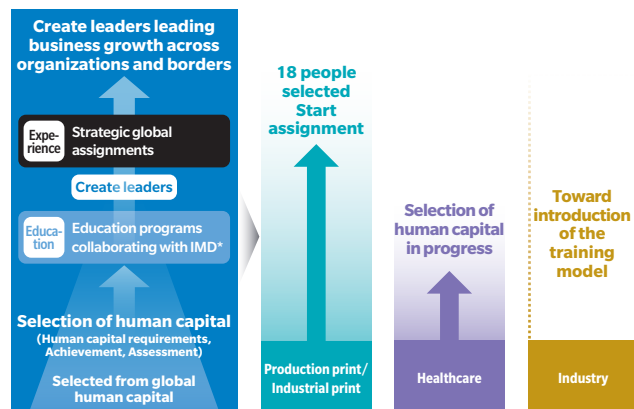 Create leaders leading
business growth across
organizations and borders
Expe-
rience
Strategic global
assignments
Create leaders
Educa-
tion
Education programs
collaborating with IMD*
Selection of human capital
(Human capital requirements,
Achievement, Assessment)
Selected from global
human capital
18 people
selected
Start
assignment
Production print/
Industrial print
Selection of
human capital
in progress
Healthcare
Toward
introduction
of the
training
model
Industry